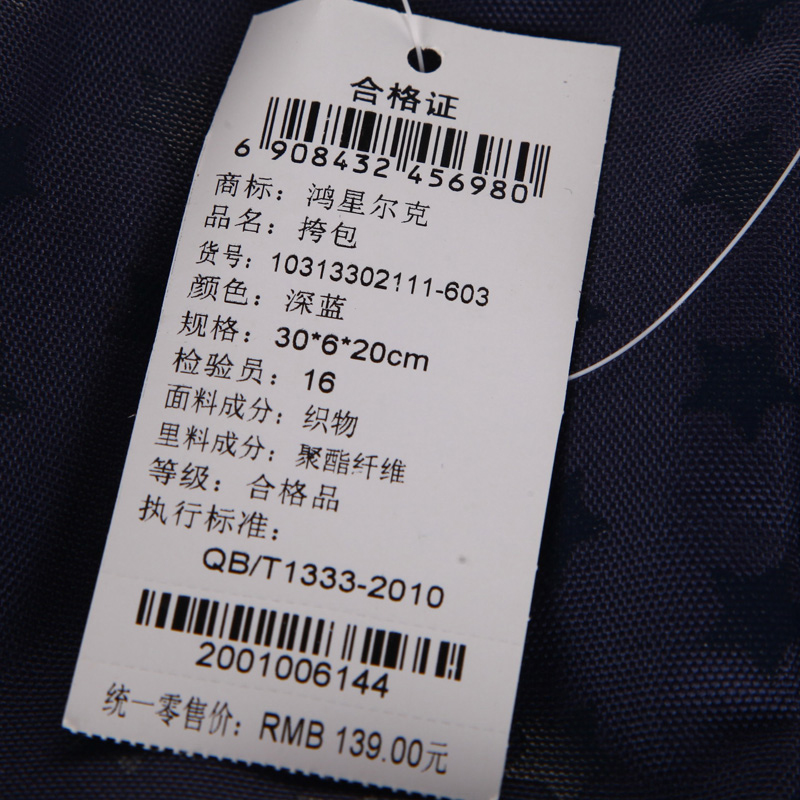 合格证
6 908432 456980
商标：鸿星尔克
品名：挎包
货号：10313302111-603
颜色：深蓝
规格：30*6*20cm
检验员：16
面料成分：织物
里料成分：聚酯纤维
等级：合格品
执行标准：
QB/T1333-2010
2001006144
统一零售价：RMB 139.00元